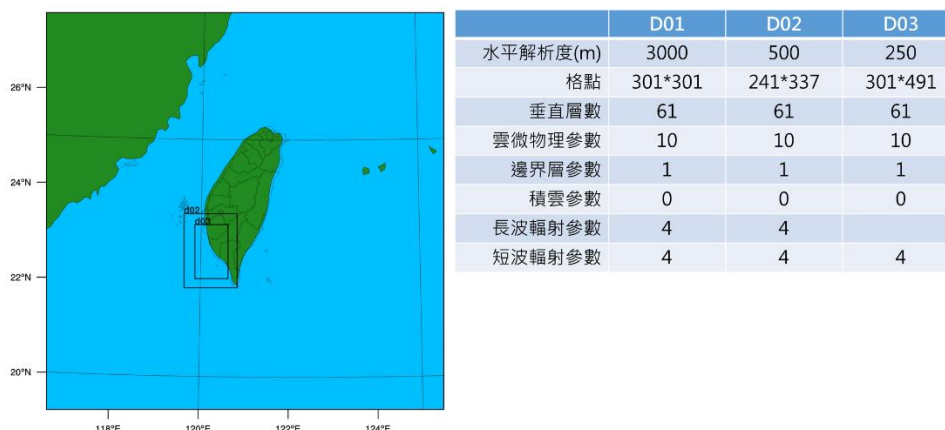 26°N
24°N
22°N
20°N
118°E
120°E
122°E
124°E
d02
d03
D01 D02 D03
水平解析度(m) 3000 500 250
格點 301*301 241*337 301*491
垂直層數 61 61 61
雲微物理參數 10 10 10
邊界層參數 1 1 1
積雲參數 0 0 0
長波輻射參數 4 4
短波輻射參數 4 4 4